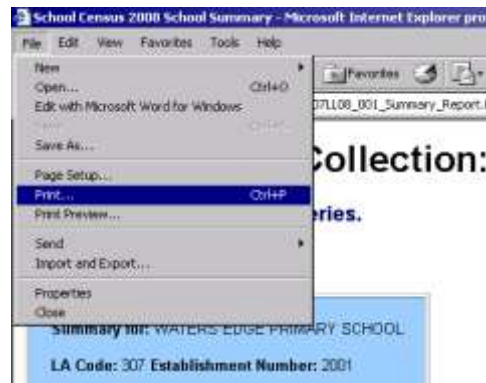 School Census 2008 School Summary - Microsoft Internet Explorer pro
File Edit View Favorites Tools Help
New
Open... Ctrl+O
Edit with Microsoft Word for Windows
Save As...
Page Setup...
Print... Ctrl+P
Print Preview...
Send
Import and Export...
Properties
Close
Favorites
_001_Summary_Report.
Collection:
eries.
Summary for: WATERS EDGE PRIMARY SCHOOL
LA Code: 307 Establishment Number: 2001